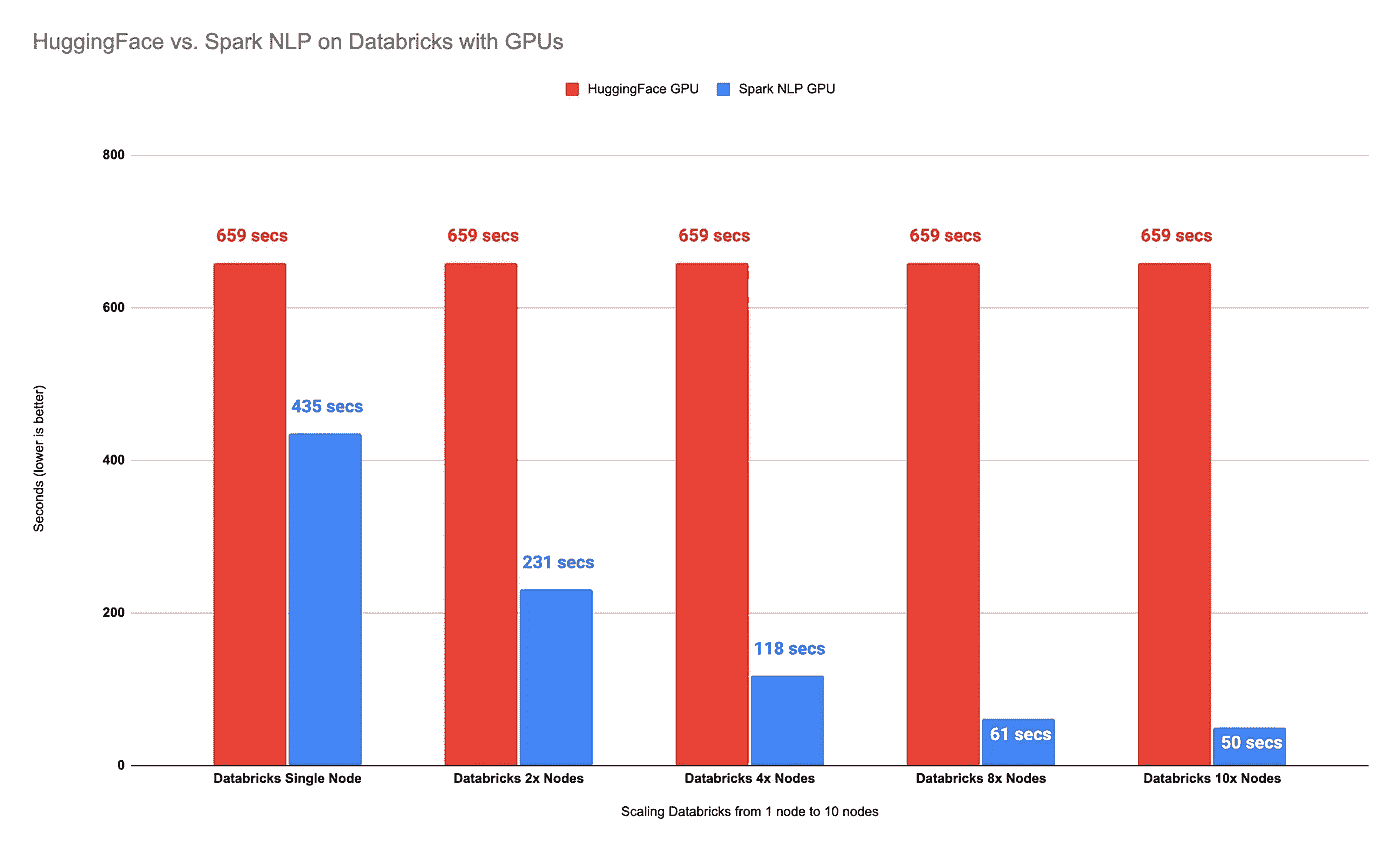 HuggingFace vs. Spark NLP on Databricks with GPUs
HuggingFace GPU Spark NLP GPU
800
659 secs 659 secs 659 secs 659 secs 659 secs
600
435 secs
400
231 secs
200
118 secs
61 secs
50 secs
0
Databricks Single Node Databricks 2x Nodes Databricks 4x Nodes Databricks 8x Nodes Databricks 10x Nodes
Scaling Databricks from 1 node to 10 nodes
Seconds (lower is better)